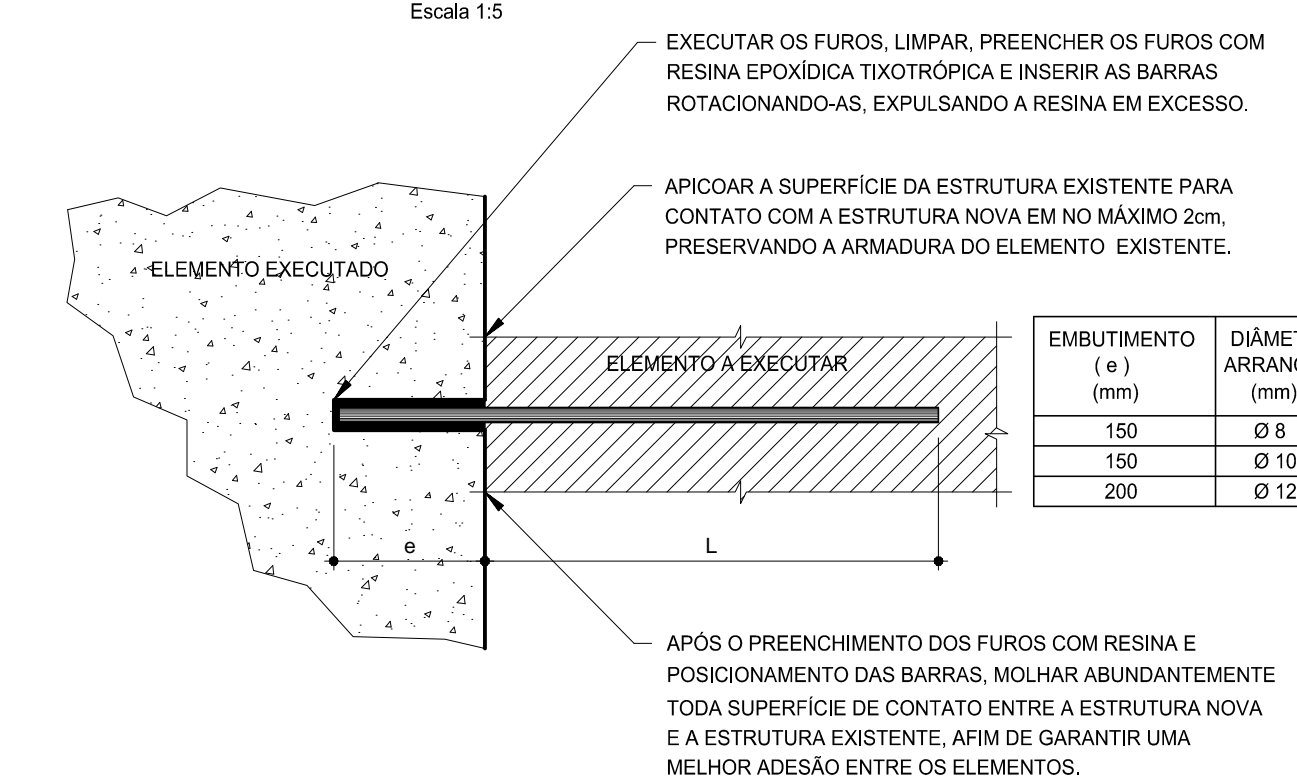 Escala 1:5
EXECUTAR OS FUROS, LIMPAR, PREENCHER OS FUROS COM
RESINA EPOXÍDICA TIXOTRÓPICA E INSERIR AS BARRAS
ROTACIONANDO-AS, EXPULSANDO A RESINA EM EXCESSO.
APICOAR A SUPERFÍCIE DA ESTRUTURA EXISTENTE PARA
CONTATO COM A ESTRUTURA NOVA EM NO MÁXIMO 2cm,
PRESERVANDO A ARMADURA DO ELEMENTO EXISTENTE.
ELEMENTO EXECUTADO
ELEMENTO A EXECUTAR
EMBUTIMENTO
( e )
(mm)
DIÂMET
ARRANQ
(mm)
150 Ø 8
150 Ø 10
200 Ø 12
e
L
APÓS O PREENCHIMENTO DOS FUROS COM RESINA E
POSICIONAMENTO DAS BARRAS, MOLHAR ABUNDANTEMENTE
TODA SUPERFÍCIE DE CONTATO ENTRE A ESTRUTURA NOVA
E A ESTRUTURA EXISTENTE, AFIM DE GARANTIR UMA
MELHOR ADESÃO ENTRE OS ELEMENTOS.